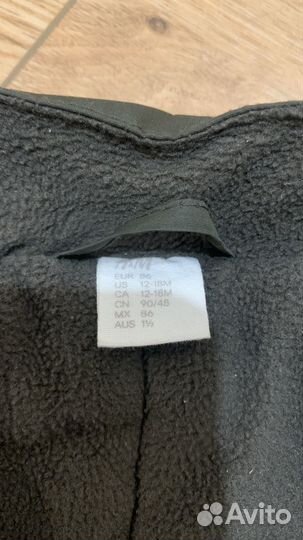 H&M
EUR 86
US 12-18M
CA 12-18M
CN 90/48
MX 86
AUS 1½
Avito